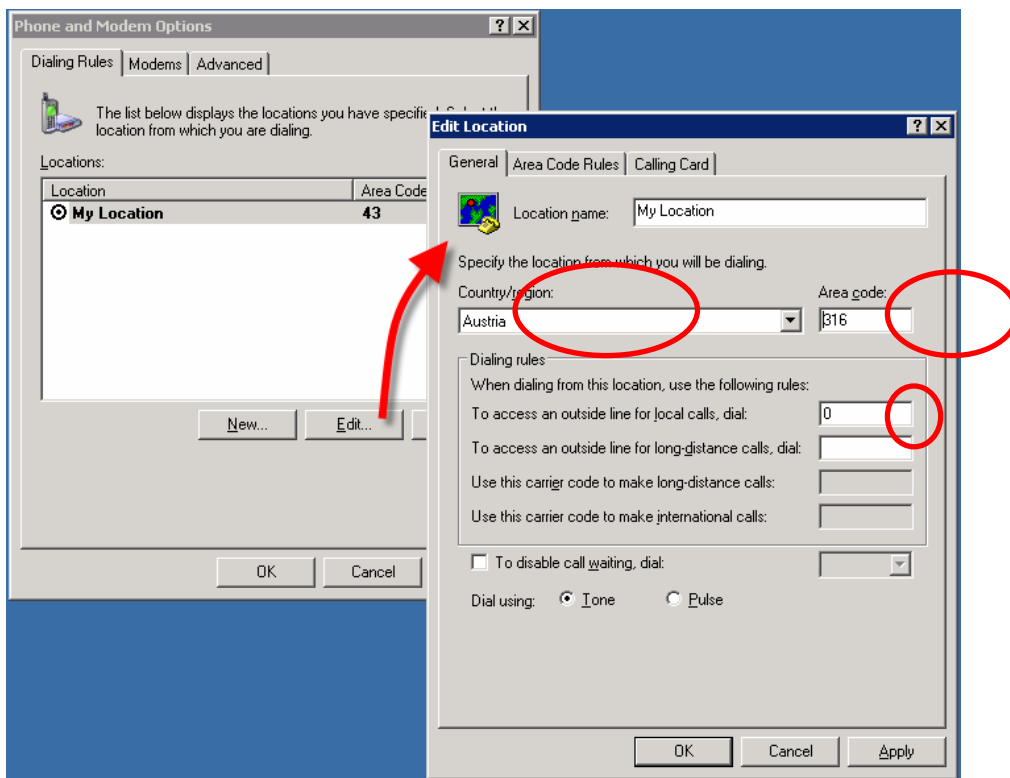 Phone and Modem Options
Dialing Rules Modems Advanced
The list below displays the locations you have
location from which you are dialing.
Locations:
Location Area Code
My Location 43
New... Edit...
OK Cancel
Edit Location
General Area Code Rules Calling Card
Location name: My Location
Specify the location from which you will be dialing.
Country/region: Area code:
Austria 316
Dialing rules
When dialing from this location, use the following rules:
To access an outside line for local calls, dial: 0
To access an outside line for long-distance calls, dial:
Use this carrier code to make long-distance calls:
Use this carrier code to make international calls:
To disable call waiting, dial:
Dial using: Tone Pulse
OK Cancel Apply